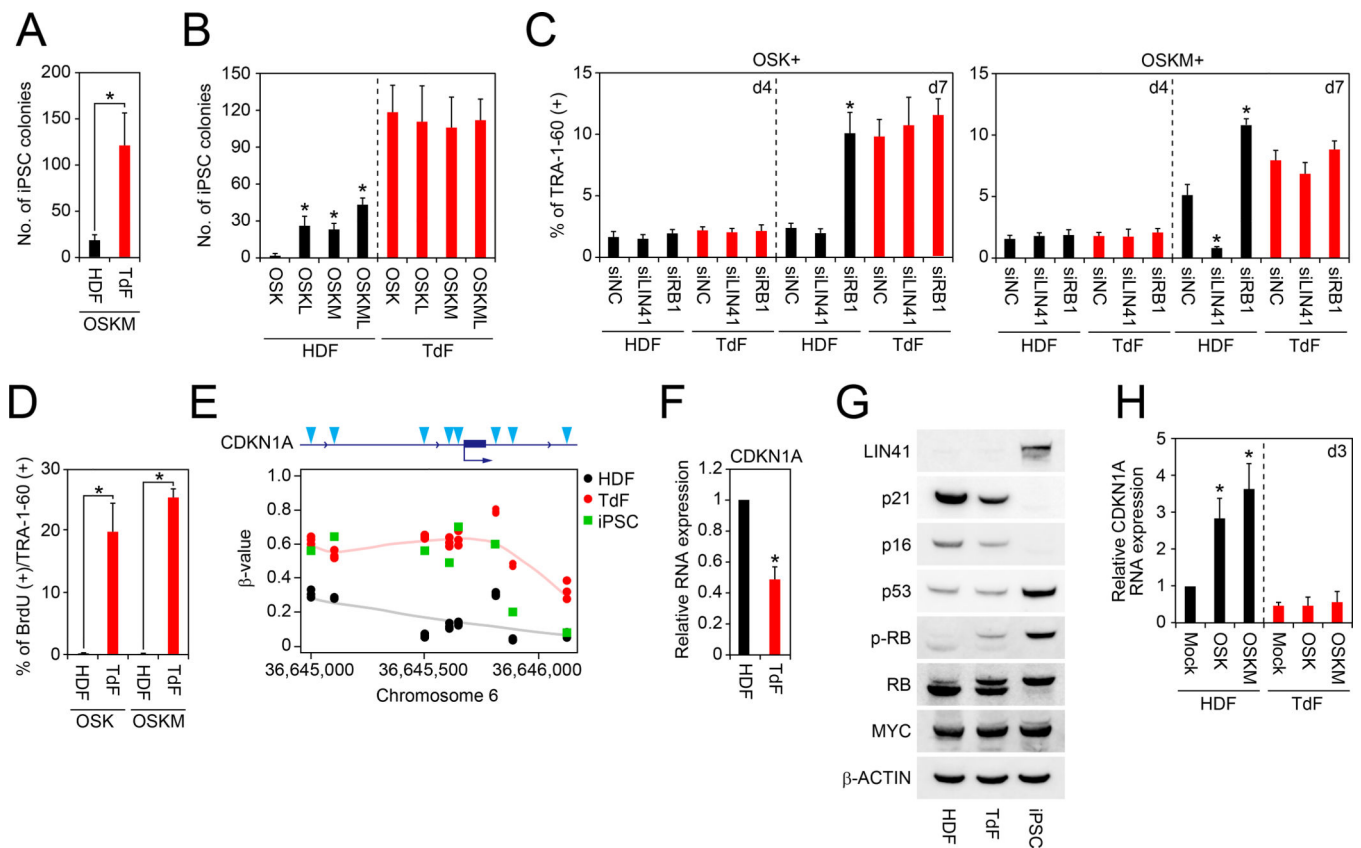 A
No. of iPSC colonies
200
150
100
50
0
*
HDF
TdF
OSKM
B
No. of iPSC colonies
150
120
90
60
30
0
*
*
*
OSK
OSKL
OSKM
OSKML
OSK
OSKL
OSKM
OSKML
HDF
TdF
C
% of TRA-1-60 (+)
OSK+
15
10
5
0
d4
d7
*
siNC
siLIN41
siRB1
siNC
siLIN41
siRB1
siNC
siLIN41
siRB1
siNC
siLIN41
siRB1
HDF
TdF
HDF
TdF
OSKM+
15
10
5
0
d4
d7
*
*
siNC
siLIN41
siRB1
siNC
siLIN41
siRB1
siNC
siLIN41
siRB1
siNC
siLIN41
siRB1
HDF
TdF
HDF
TdF
D
% of BrdU (+)/TRA-1-60 (+)
30
20
10
0
*
*
HDF
TdF
HDF
TdF
OSK
OSKM
E
CDKN1A
β-value
1.0
0.8
0.6
0.4
0.2
0
HDF
TdF
iPSC
36,645,000
36,645,500
36,646,000
Chromosome 6
F
CDKN1A
Relative RNA expression
1.2
1
0.8
0.6
0.4
0.2
0
*
HDF
TdF
G
LIN41
p21
p16
p53
p-RB
RB
MYC
β-ACTIN
HDF
TdF
iPSC
H
Relative CDKN1A
RNA expression
5
4
3
2
1
0
d3
*
*
Mock
OSK
OSKM
Mock
OSK
OSKM
HDF
TdF